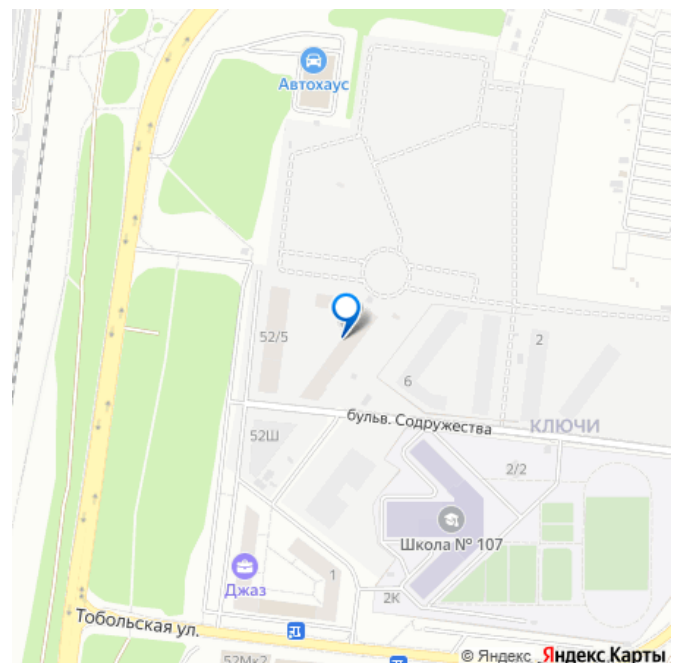 Автохаус
52/5
2
6
бульв. Содружества
КЛЮЧИ
52Ш
2/2
Школа № 107
Джаз
1
2К
Тобольская ул.
52Мк2
© Яндекс Яндекс Карты